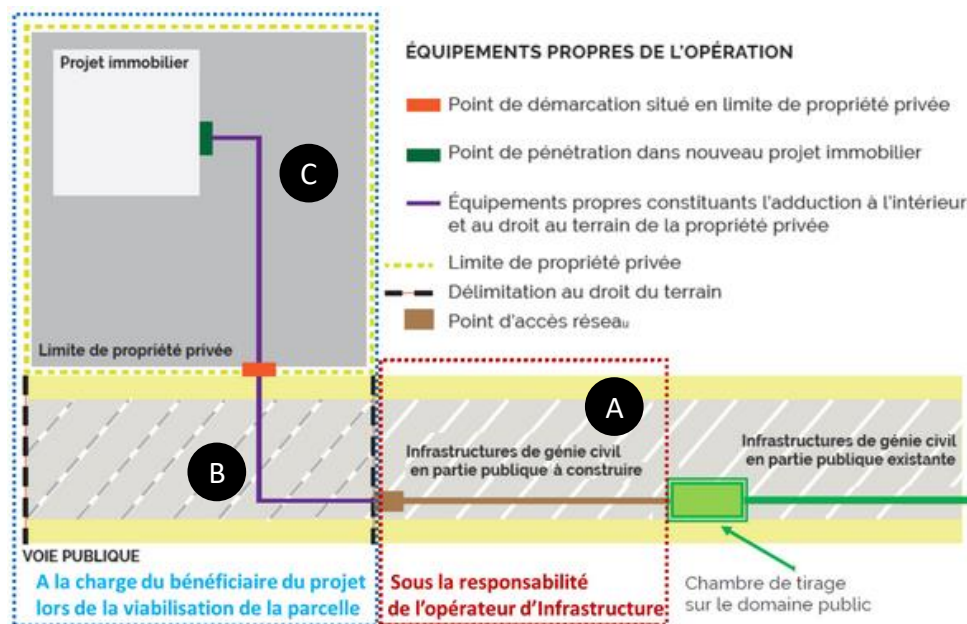 Projet immobilier
C
Limite de propriété privée
ÉQUIPEMENTS PROPRES DE L'OPÉRATION
Point de démarcation situé en limite de propriété privée
Point de pénétration dans nouveau projet immobilier
Équipements propres constituants l'adduction à l'intérieur
et au droit au terrain de la propriété privée
Limite de propriété privée
Délimitation au droit du terrain
Point d'accès réseau
A
B
Infrastructures de génie civil
en partie publique à construire
Infrastructures de génie civil
en partie publique existante
VOIE PUBLIQUE
A la charge du bénéficiaire du projet
lors de la viabilisation de la parcelle
Sous la responsabilité
de l'opérateur d'Infrastructure
Chambre de tirage
sur le domaine public